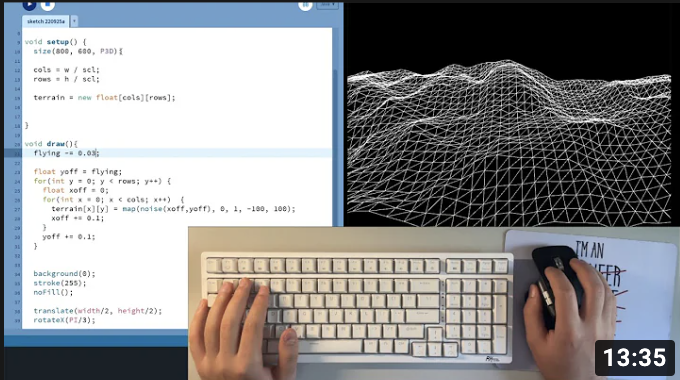 sketch_220925a
void setup() {
size(800, 600, P3D);
cols = w / scl;
rows = h / scl;
terrain = new float[cols][rows];
}
void draw(){
flying -= 0.03;
float yoff = flying;
for(int y = 0; y < rows; y++) {
float xoff = 0;
for(int x = 0; x < cols; x++) {
terrain[x][y] = map(noise(xoff,yoff), 0, 1, -100, 100);
xoff += 0.1;
}
yoff += 0.1;
}
background(0);
stroke(255);
noFill();
translate(width/2, height/2);
rotateX(PI/3);
I'M AN
13:35